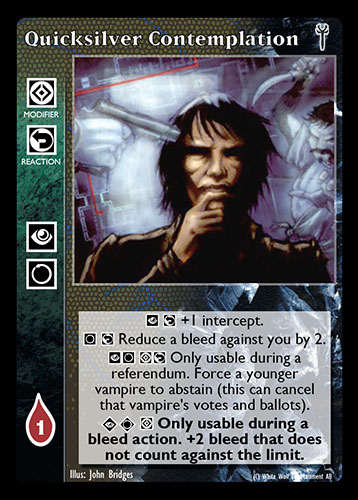 Quicksilver Contemplation
MODIFIER
REACTION
+1 intercept.
Reduce a bleed against you by 2.
Only usable during a
referendum. Force a younger
vampire to abstain (this can cancel
that vampire's votes and ballots).
Only usable during a
bleed action. +2 bleed that does
not count against the limit.
1
Illus: John Bridges
(C) White Wolf Entertainment AB